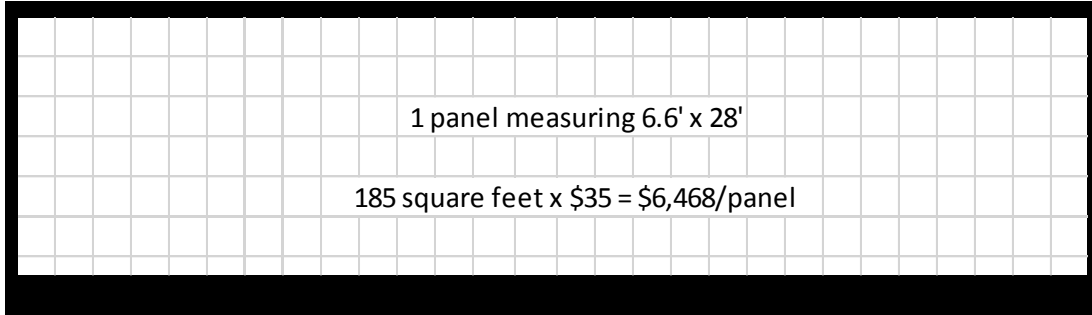 1 panel measuring 6.6' x 28'
185 square feet x $35 = $6,468/panel